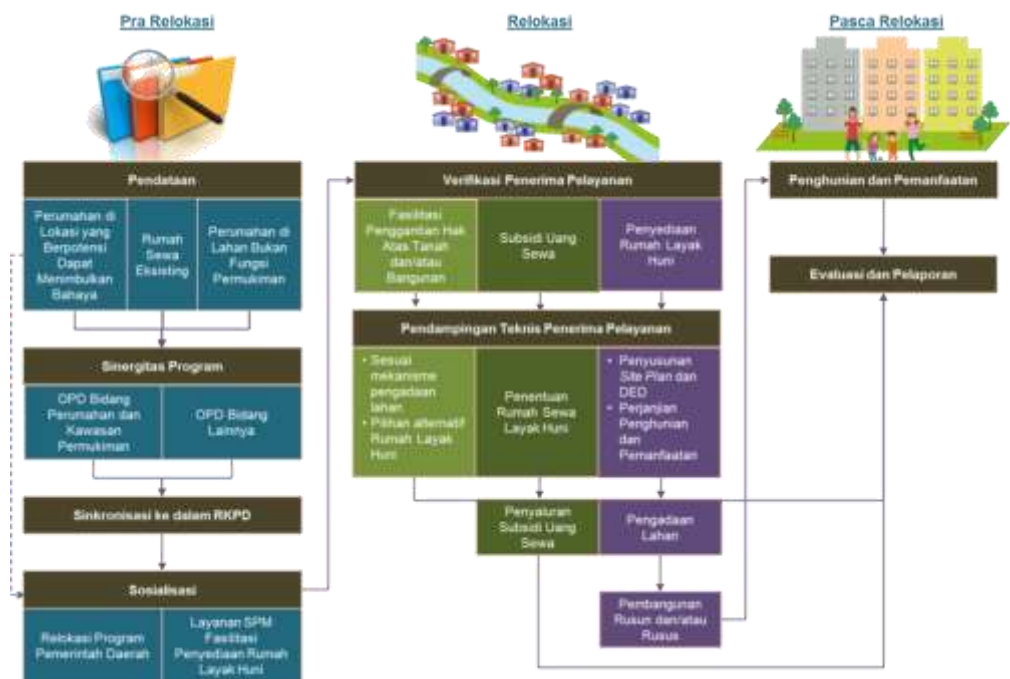 Pra Relokasi
Pendataan
Perumahan di
Lokasi yang
Berpotensi
Dapat
Menimbulkan
Bahaya
Rumah
Sewa
Eksisting
Perumahan di
Lahan Bukan
Fungsi
Permukiman
Sinergitas Program
OPD Bidang
Perumahan dan
Kawasan
Permukiman
OPD Bidang
Lainnya
Sinkronisasi ke dalam RKPD
Sosialisasi
Relokasi Program
Pemerintah Daerah
Layanan SPM
Fasilitasi
Penyediaan Rumah
Layak Huni
Relokasi
Verifikasi Penerima Pelayanan
Fasilitasi
Penggantian Hak
Atas Tanah
dan/atau
Bangunan
Subsidi Uang
Sewa
Penyediaan
Rumah Layak
Huni
Pendampingan Teknis Penerima Pelayanan
• Sesuai
mekanisme
pengadaan
lahan
• Pilihan alternatif
Rumah Layak
Huni
Penentuan
Rumah Sewa
Layak Huni
• Penyusunan
Site Plan dan
DED
• Perjanjian
Penghunian
dan
Pemanfaatan
Penyaluran
Subsidi Uang
Sewa
Pengadaan
Lahan
Pembangunan
Rusun dan/atau
Rusus
Pasca Relokasi
Penghunian dan Pemanfaatan
Evaluasi dan Pelaporan